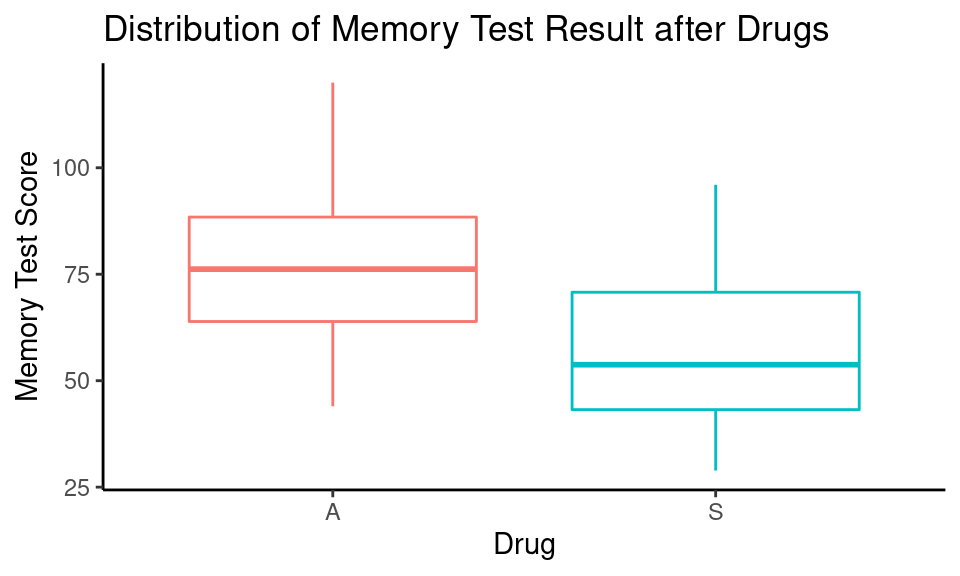 Distribution of Memory Test Result after Drugs
Memory Test Score
100
75
50
25
A S
Drug